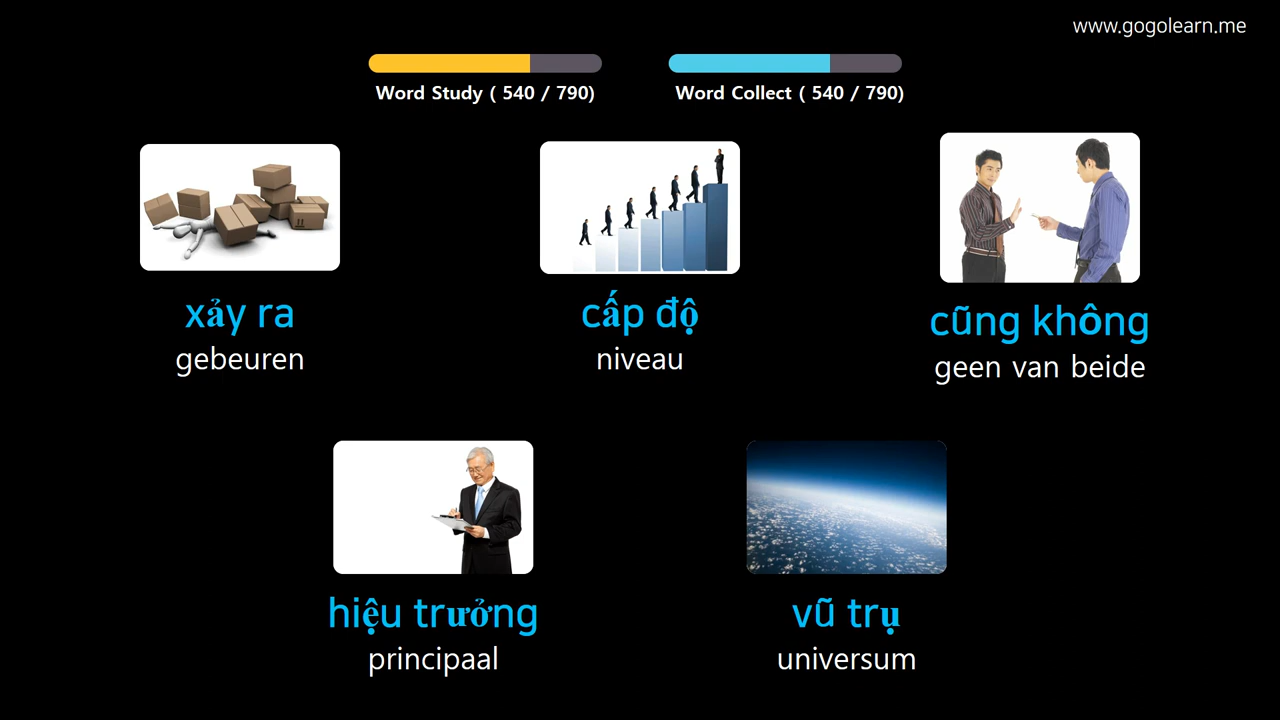 www.gogolearn.me
Word Study ( 540 / 790)
Word Collect ( 540 / 790)
xảy ra
gebeuren
cấp độ
niveau
cũng không
geen van beide
hiệu trưởng
principaal
vũ trụ
universum